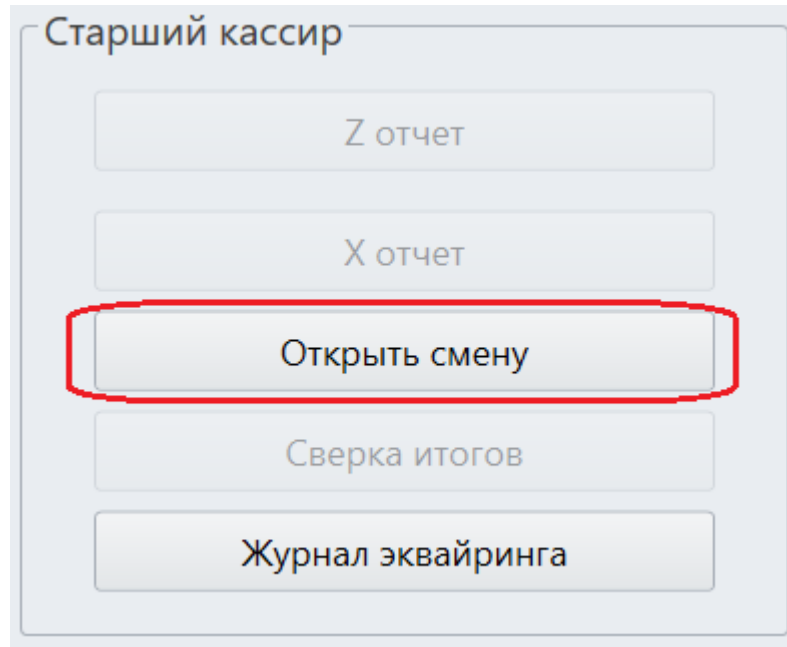 Старший кассир
Z отчет
X отчет
Открыть смену
Сверка итогов
Журнал эквайринга